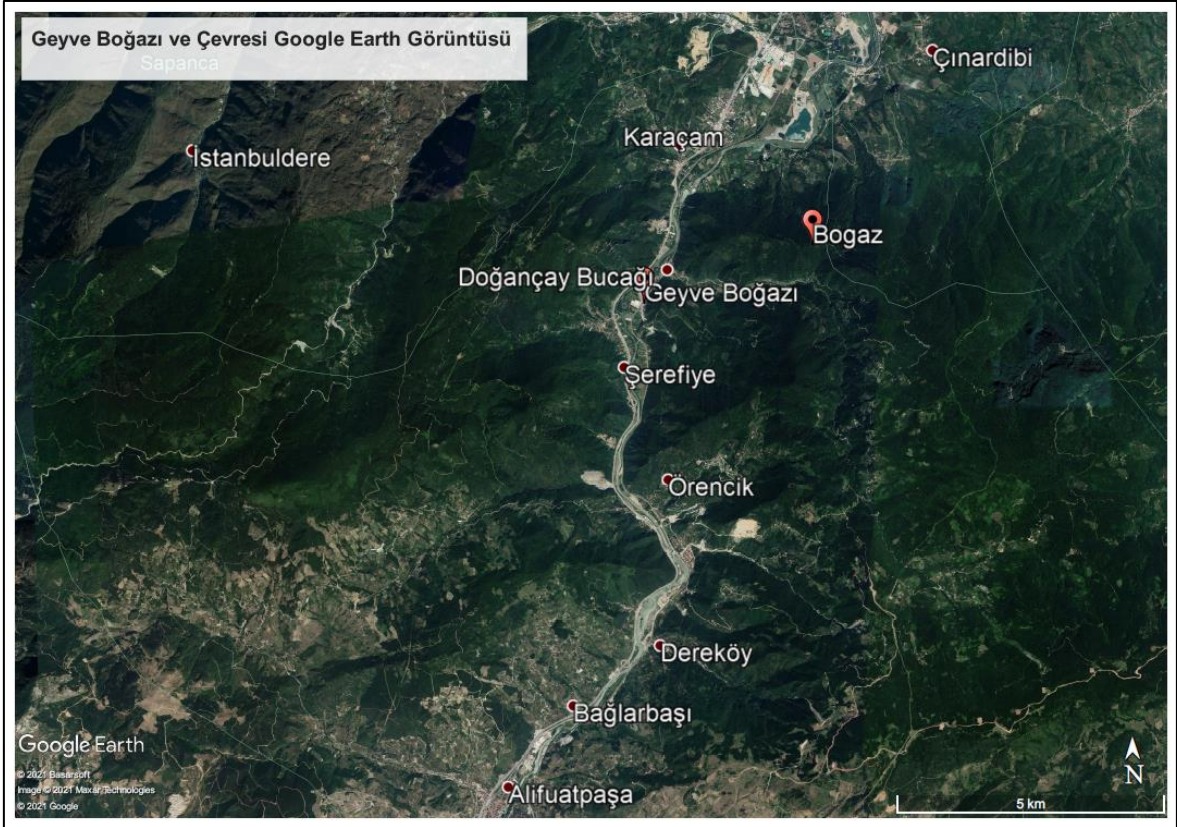 Geyve Boğazı ve Çevresi Google Earth Görüntüsü
Sapanca
Çınardibi
Karaçam
İstanbuldere
Bogaz
Doğançay Bucağı
Geyve Boğazı
Şerefiye
Örencik
Dereköy
Bağlarbaşı
Google Earth
© 2021 Basarsoft
Image © 2021 Maxar Technologies
© 2021 Google
Alifuatpaşa
N
5 km